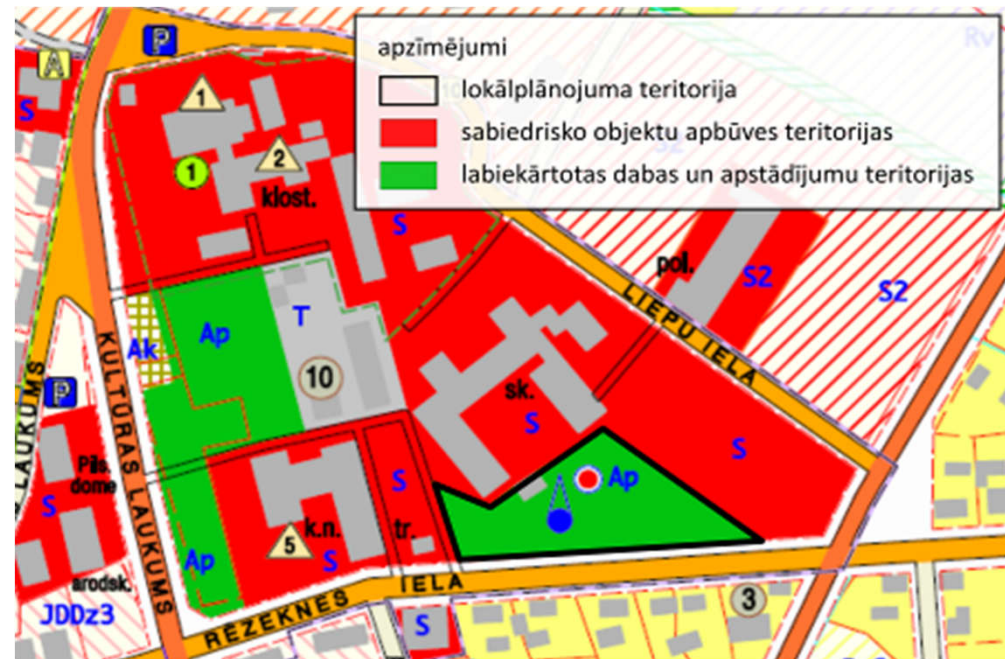 apzīmējumi
lokālplānojuma teritorija
sabiedrisko objektu apbūves teritorijas
labiekārtotas dabas un apstādījumu teritorijas
P
A
Rv
S
1
2
1
klost.
S
pol.
S2
S2
LIEPU IELA
T
Ap
Ak
10
P
KULTŪRAS LAUKUMS
LAUKUMS
sk.
S
S
Pils.
dome
S
S
Ap
k.n.
tr.
5
S
Ap
arodsk.
JDDz3
RĒZEKNES IELA
S
3